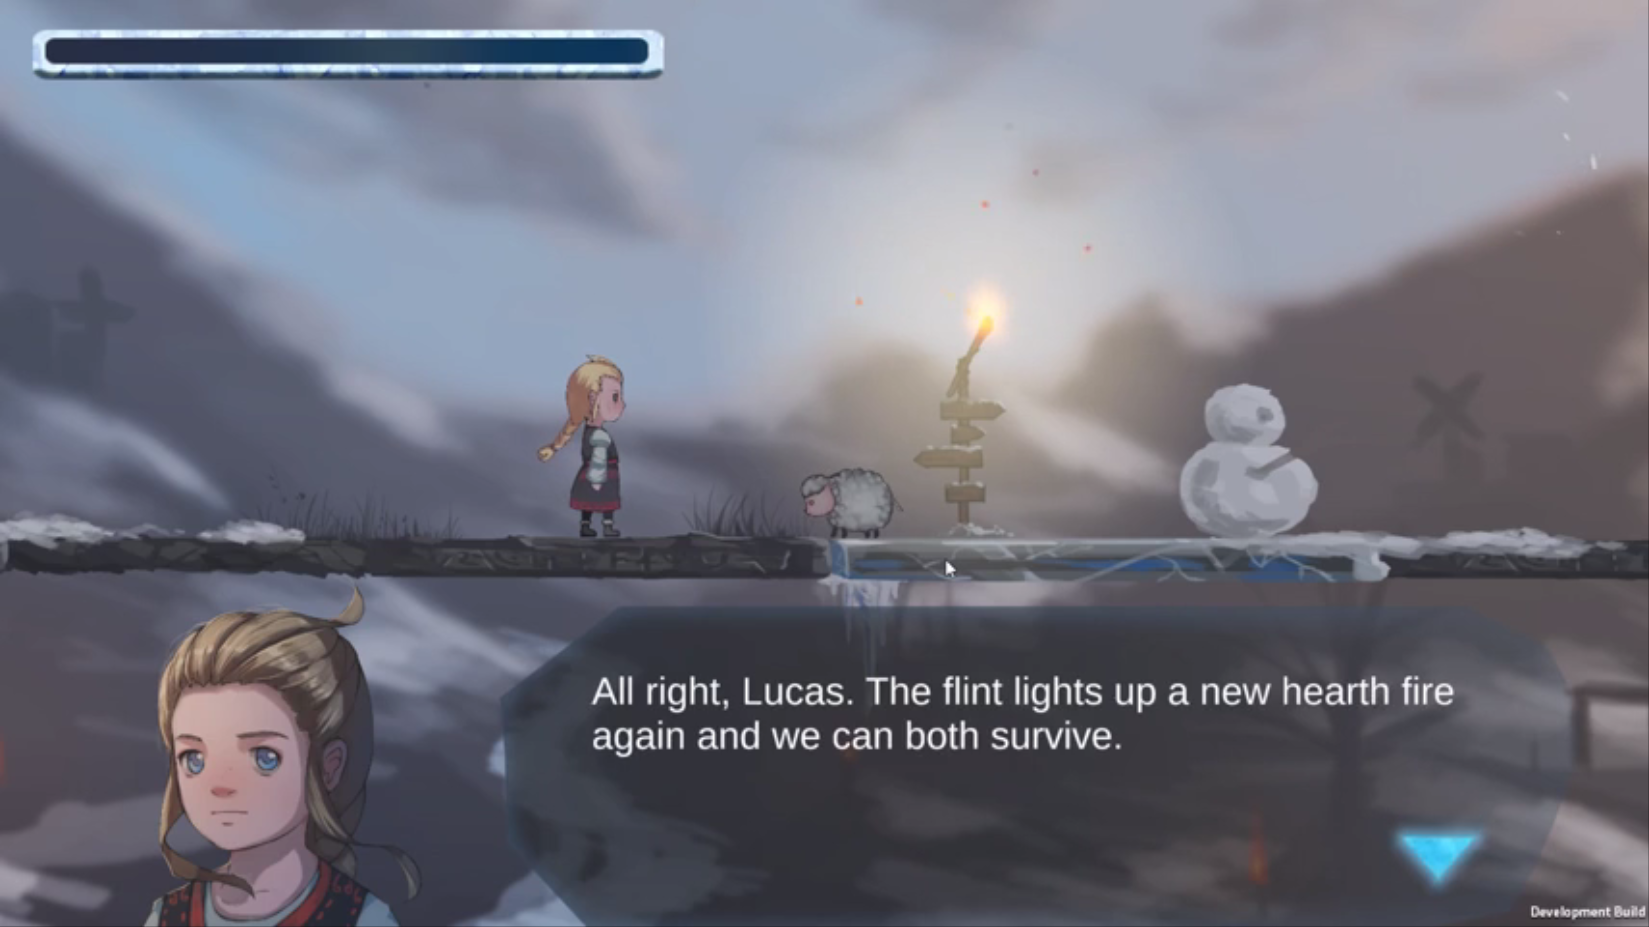 All right, Lucas. The flint lights up a new hearth fire
again and we can both survive.
Development Build